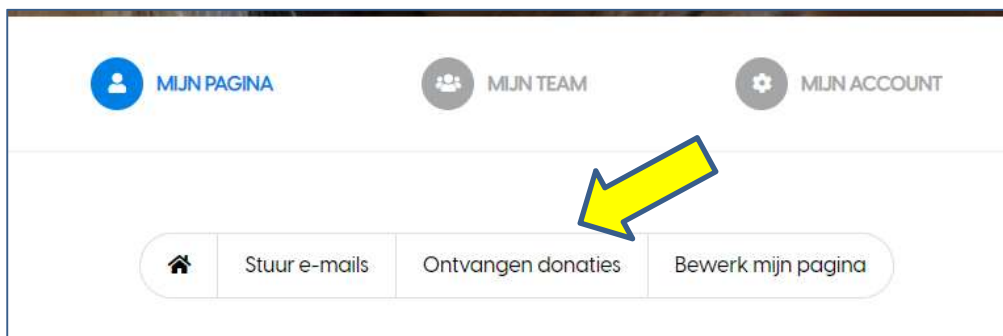 MIJN PAGINA MIJN TEAM MIJN ACCOUNT
Stuur e-mails Ontvangen donaties Bewerk mijn pagina